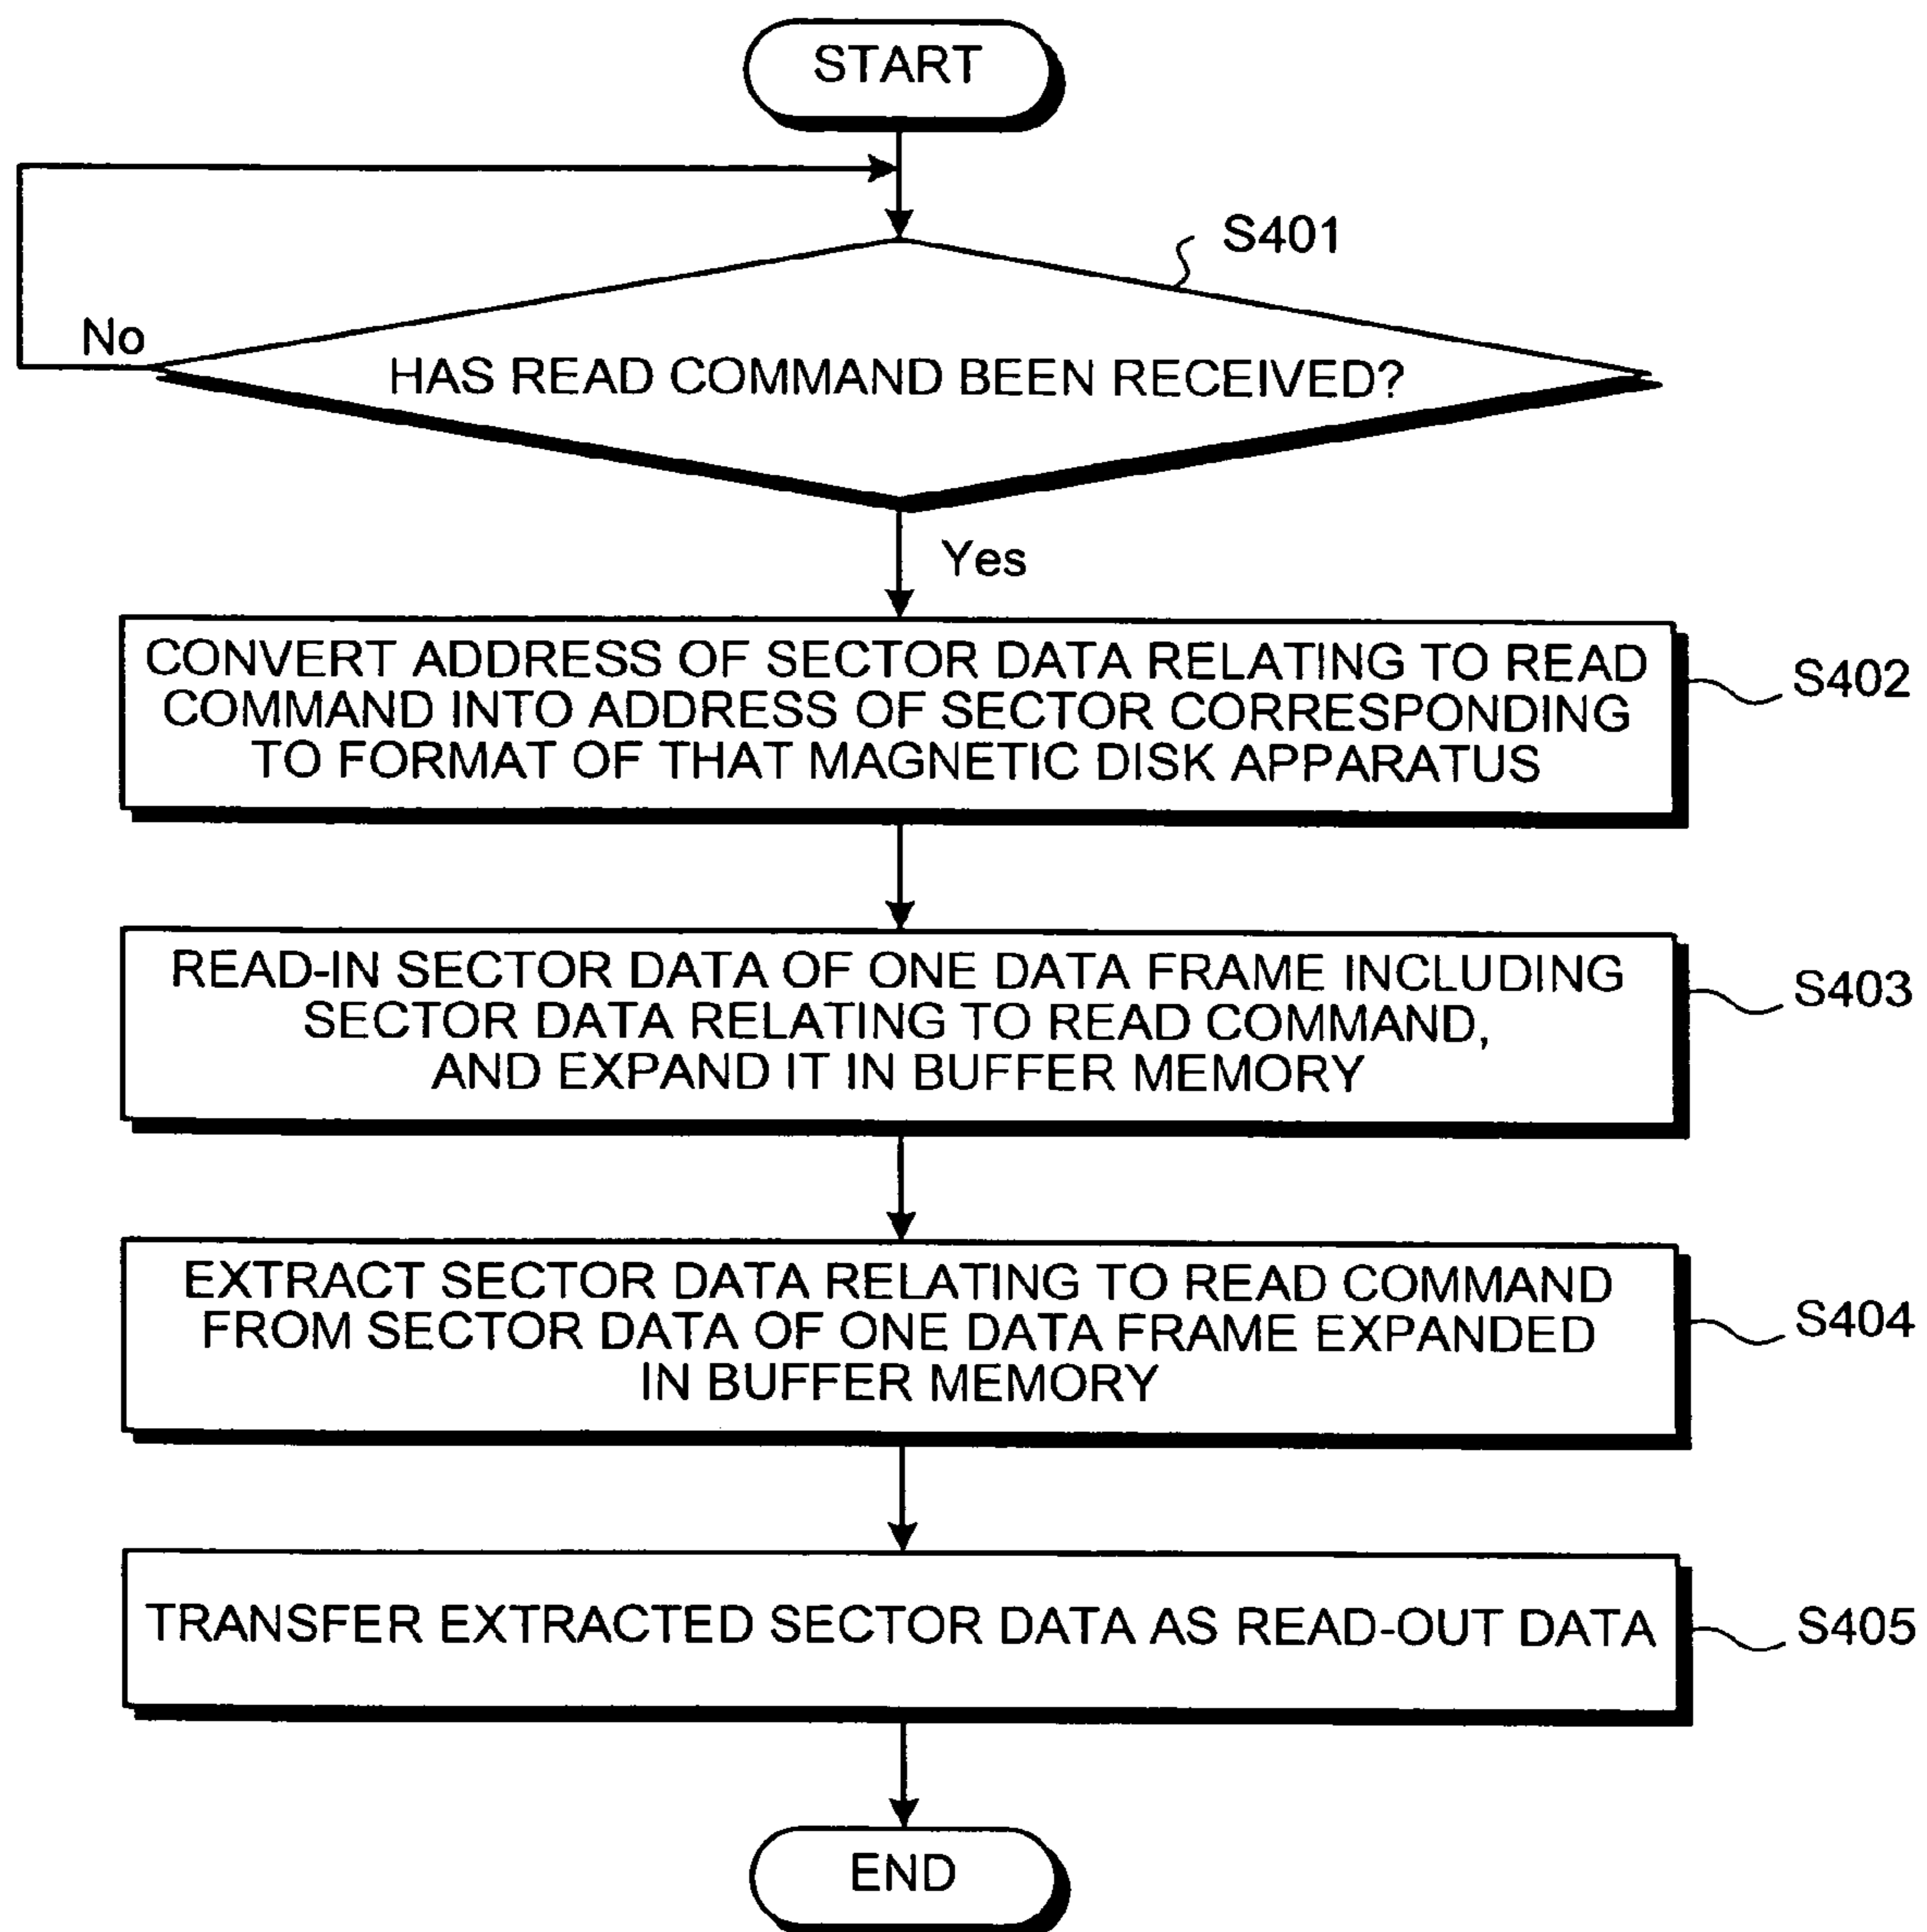 START
S401
No
HAS READ COMMAND BEEN RECEIVED?
Yes
CONVERT ADDRESS OF SECTOR DATA RELATING TO READ
COMMAND INTO ADDRESS OF SECTOR CORRESPONDING
TO FORMAT OF THAT MAGNETIC DISK APPARATUS
S402
READ-IN SECTOR DATA OF ONE DATA FRAME INCLUDING
SECTOR DATA RELATING TO READ COMMAND,
AND EXPAND IT IN BUFFER MEMORY
S403
EXTRACT SECTOR DATA RELATING TO READ COMMAND
FROM SECTOR DATA OF ONE DATA FRAME EXPANDED
IN BUFFER MEMORY
S404
TRANSFER EXTRACTED SECTOR DATA AS READ-OUT DATA
S405
END